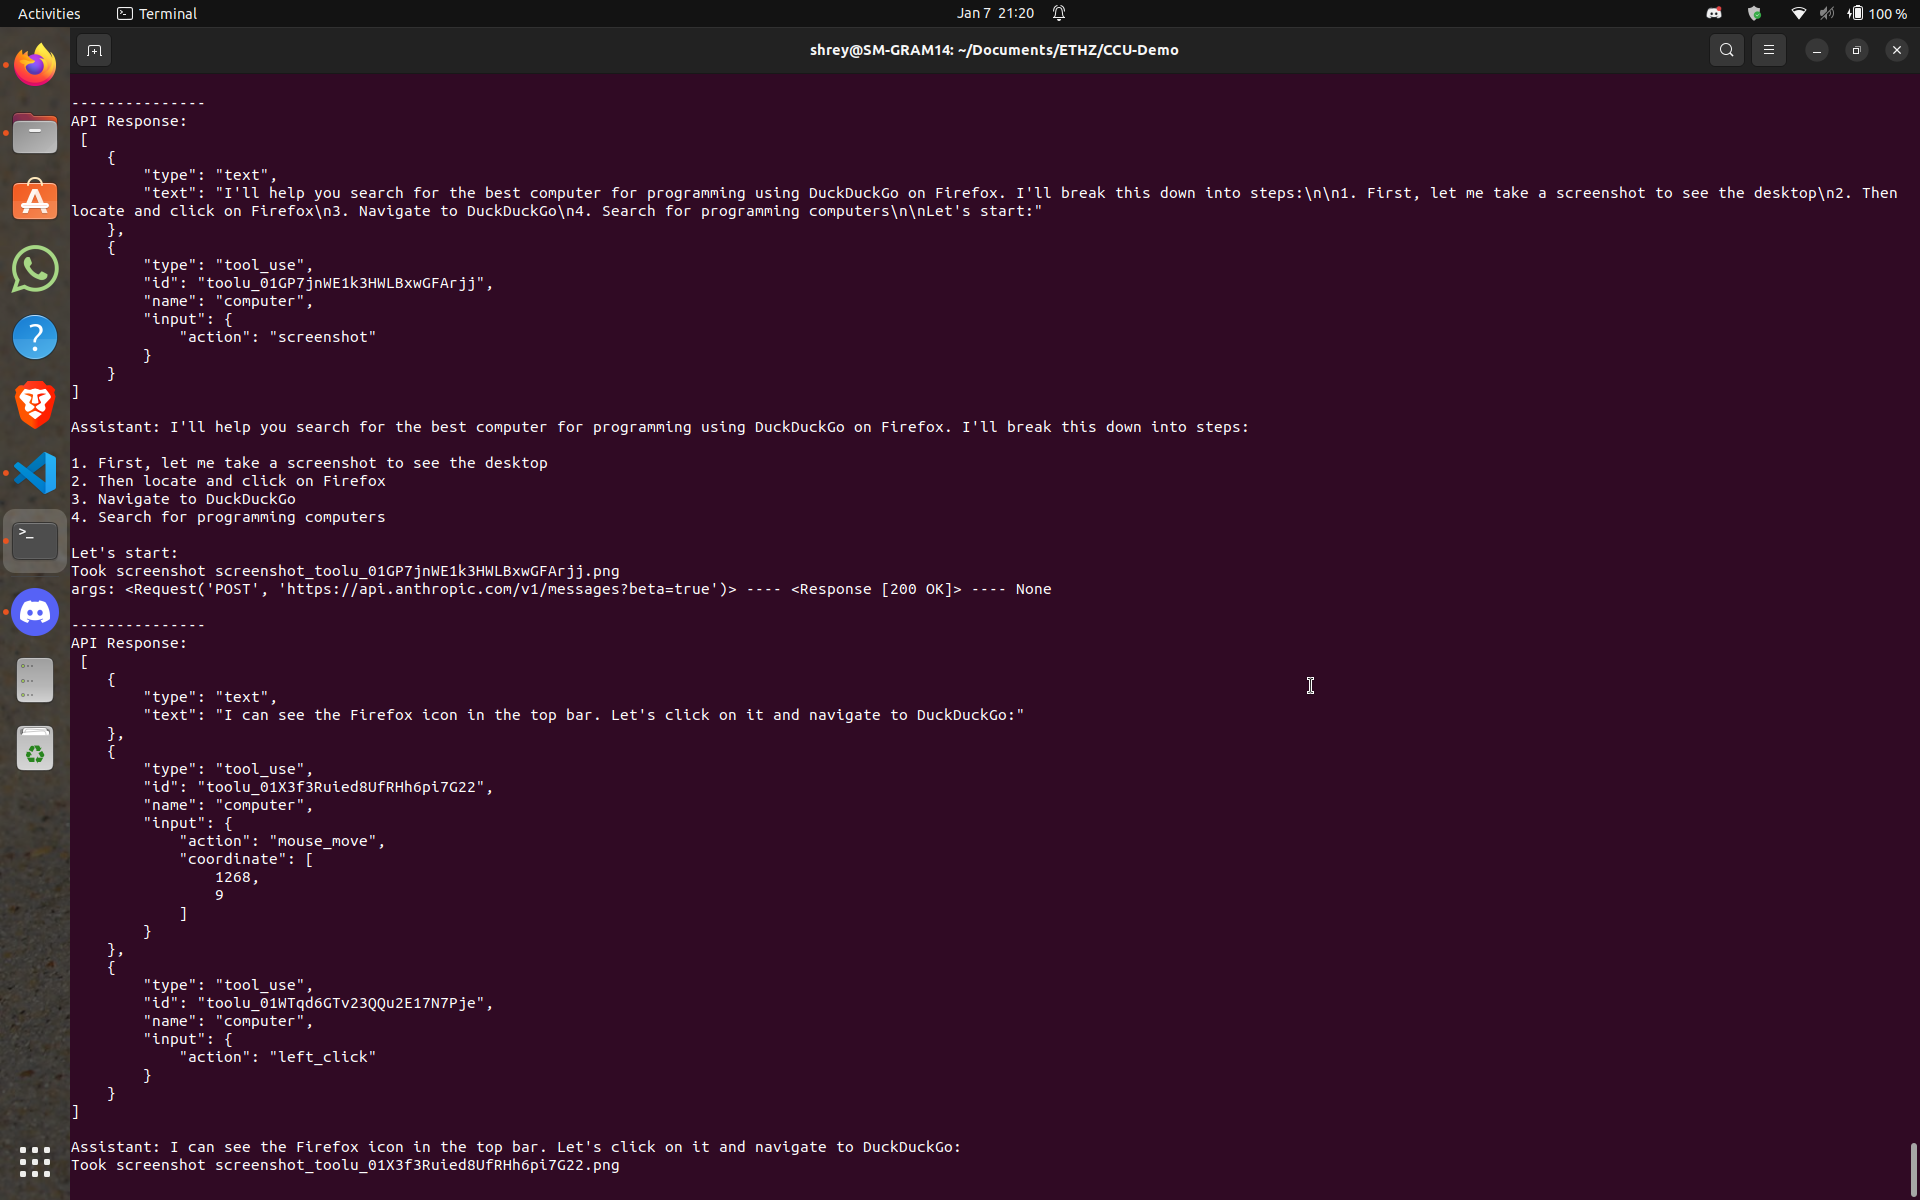 Activities Terminal Jan 7 21:20 100 %
shrey@SM-GRAM14: ~/Documents/ETHZ/CCU-Demo
---------------
API Response:
 [
    {
        "type": "text",
        "text": "I'll help you search for the best computer for programming using DuckDuckGo on Firefox. I'll break this down into steps:\n\n1. First, let me take a screenshot to see the desktop\n2. Then
locate and click on Firefox\n3. Navigate to DuckDuckGo\n4. Search for programming computers\n\nLet's start:"
    },
    {
        "type": "tool_use",
        "id": "toolu_01GP7jnWE1k3HWLBxwGFArjj",
        "name": "computer",
        "input": {
            "action": "screenshot"
        }
    }
]
Assistant: I'll help you search for the best computer for programming using DuckDuckGo on Firefox. I'll break this down into steps:
1. First, let me take a screenshot to see the desktop
2. Then locate and click on Firefox
3. Navigate to DuckDuckGo
4. Search for programming computers
Let's start:
Took screenshot screenshot_toolu_01GP7jnWE1k3HWLBxwGFArjj.png
args: <Request('POST', 'https://api.anthropic.com/v1/messages?beta=true')> ---- <Response [200 OK]> ---- None
---------------
API Response:
 [
    {
        "type": "text",
        "text": "I can see the Firefox icon in the top bar. Let's click on it and navigate to DuckDuckGo:"
    },
    {
        "type": "tool_use",
        "id": "toolu_01X3f3Ruied8UfRHh6pi7G22",
        "name": "computer",
        "input": {
            "action": "mouse_move",
            "coordinate": [
                1268,
                9
            ]
        }
    },
    {
        "type": "tool_use",
        "id": "toolu_01WTqd6GTv23QQu2E17N7Pje",
        "name": "computer",
        "input": {
            "action": "left_click"
        }
    }
]
Assistant: I can see the Firefox icon in the top bar. Let's click on it and navigate to DuckDuckGo:
Took screenshot screenshot_toolu_01X3f3Ruied8UfRHh6pi7G22.png